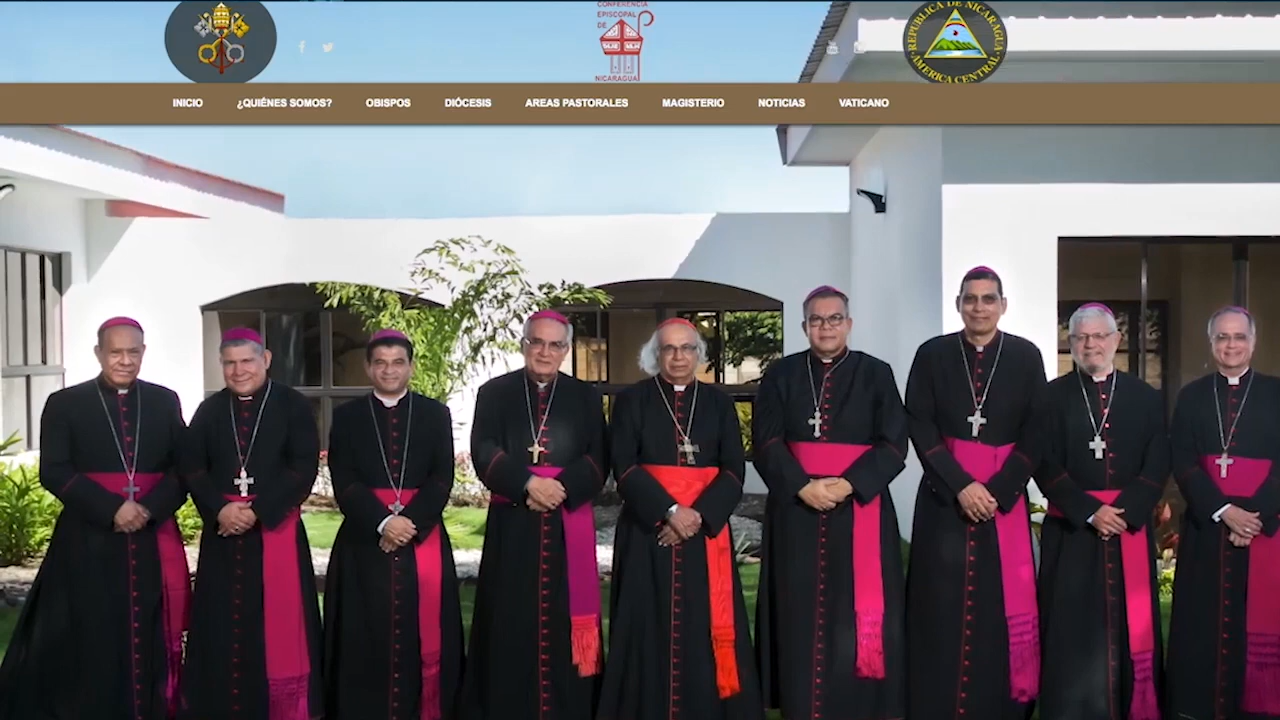 CONFERENCIA
EPISCOPAL
DE
NICARAGUA
REPUBLICA DE NICARAGUA
AMERICA CENTRAL
INICIO
¿QUIÉNES SOMOS?
OBISPOS
DIÓCESIS
AREAS PASTORALES
MAGISTERIO
NOTICIAS
VATICANO